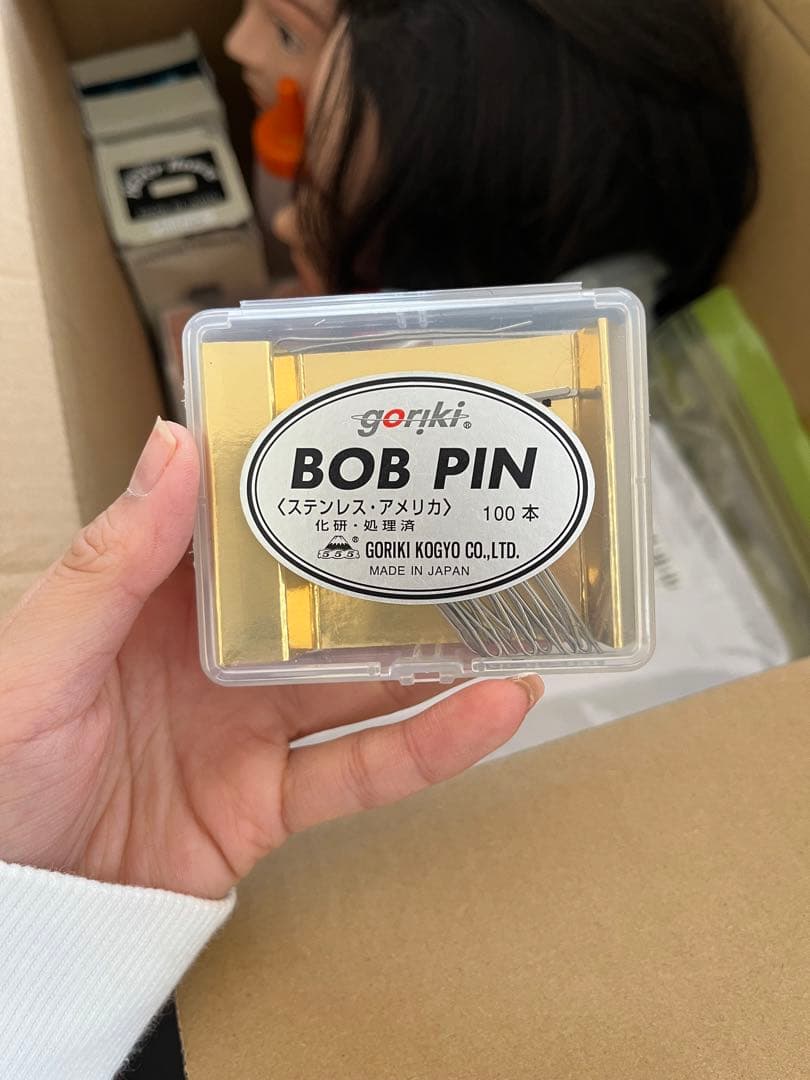 goriki®
BOB PIN
〈ステンレス・アメリカ〉 100本
化研・処理済
555® GORIKI KOGYO CO.,LTD.
MADE IN JAPAN